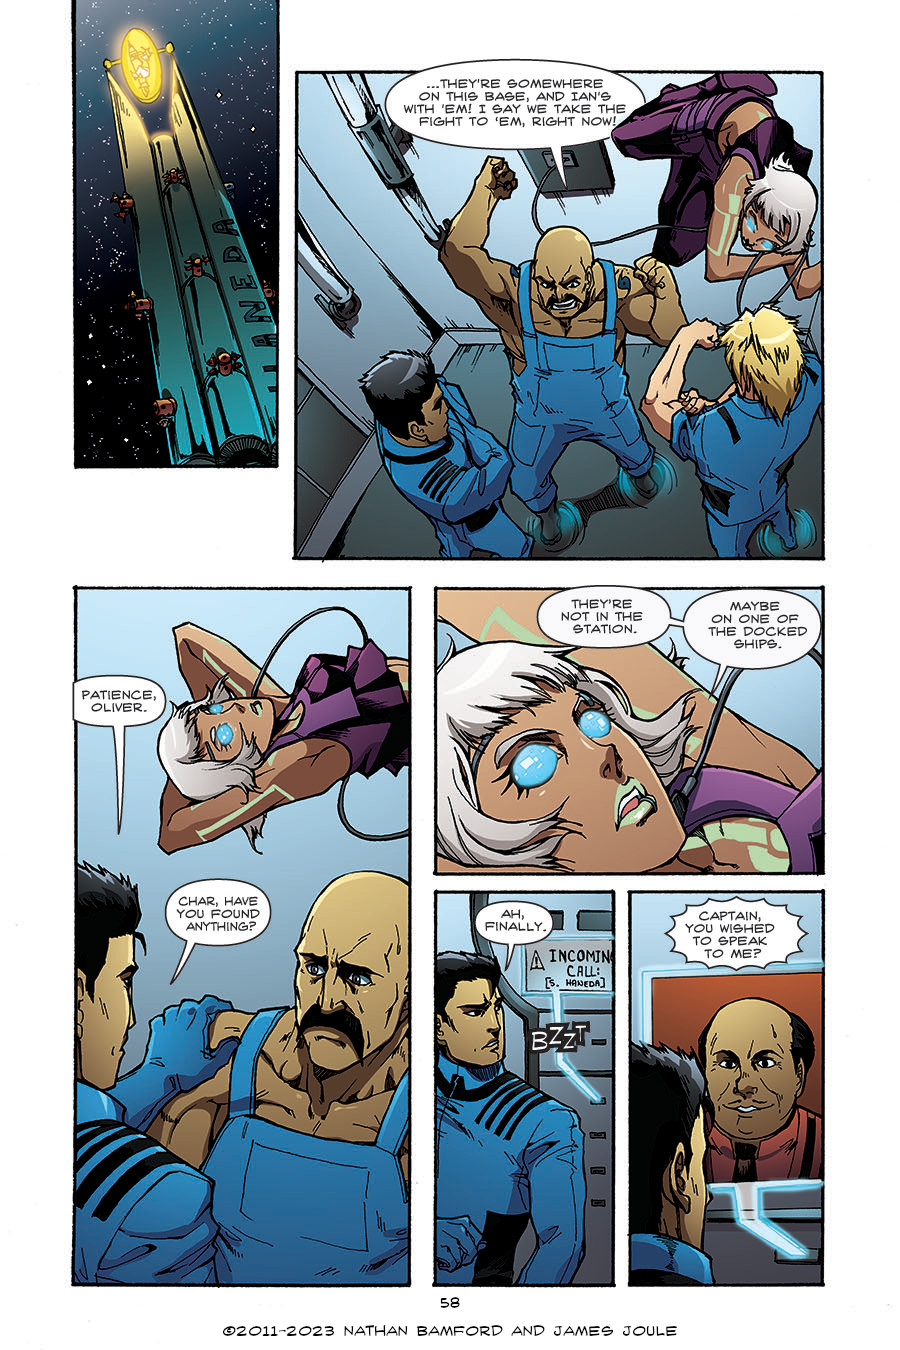 HANEDA
...THEY'RE SOMEWHERE
ON THIS BASE, AND IAN'S
WITH 'EM! I SAY WE TAKE THE
FIGHT TO 'EM, RIGHT NOW!
PATIENCE,
OLIVER.
CHAR, HAVE
YOU FOUND
ANYTHING?
THEY'RE
NOT IN THE
STATION.
MAYBE
ON ONE OF
THE DOCKED
SHIPS.
AH,
FINALLY.
INCOMING
CALL:
[S. HANEDA]
BZZT
CAPTAIN,
YOU WISHED
TO SPEAK
TO ME?
58
©2011-2023 NATHAN BAMFORD AND JAMES JOULE